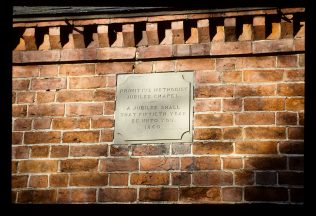 PRIMITIVE METHODIST
JUBILEE CHAPEL.
A JUBILEE SHALL
THAT FIFTIETH YEAR
BE UNTO YOU.
1860